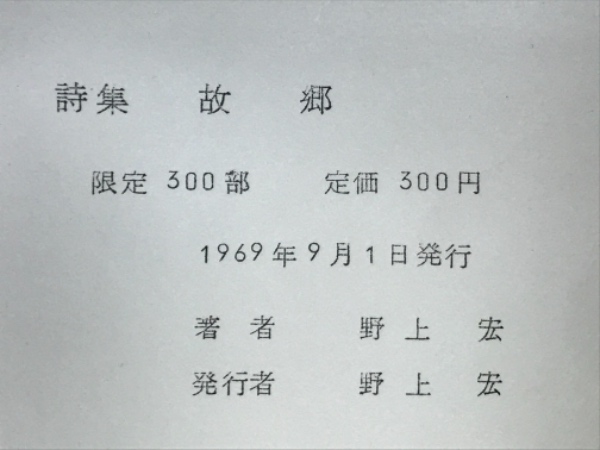 詩集 故 郷
限定 300部 定価 300円
1969年9月1日発行
著 者 野 上 宏
発行者 野 上 宏